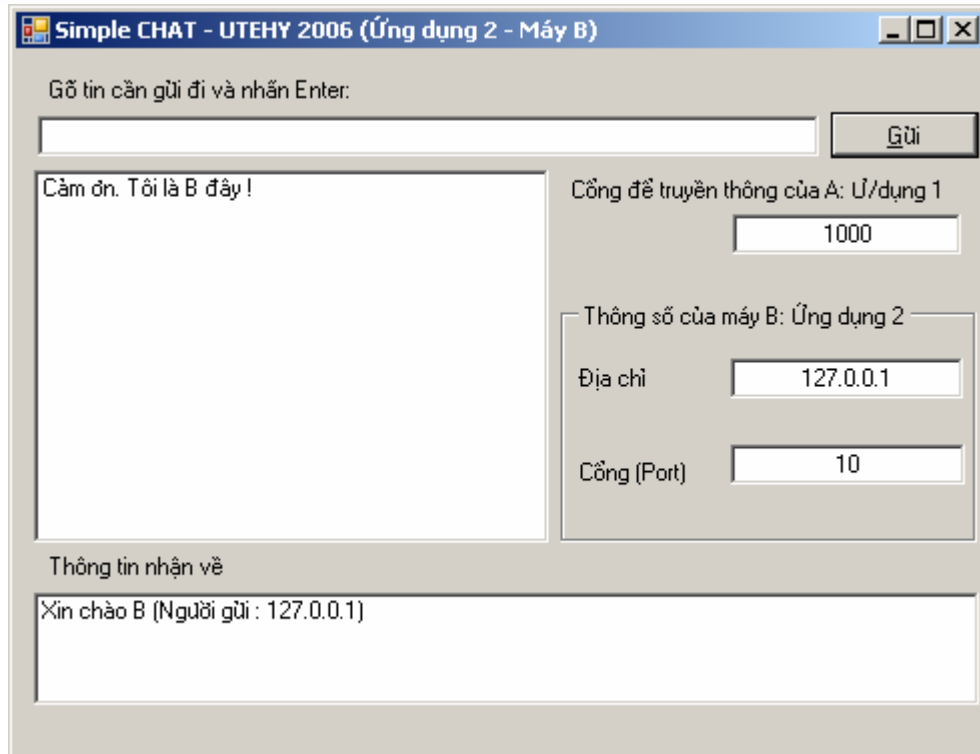 Simple CHAT - UTEHY 2006 (Ứng dụng 2 - Máy B)
Gõ tin cần gửi đi và nhấn Enter:
Gửi
Cảm ơn. Tôi là B đây !
Cổng để truyền thông của A: Ư/dụng 1
1000
Thông số của máy B: Ứng dụng 2
Địa chỉ
127.0.0.1
Cổng (Port)
10
Thông tin nhận về
Xin chào B (Người gửi : 127.0.0.1)